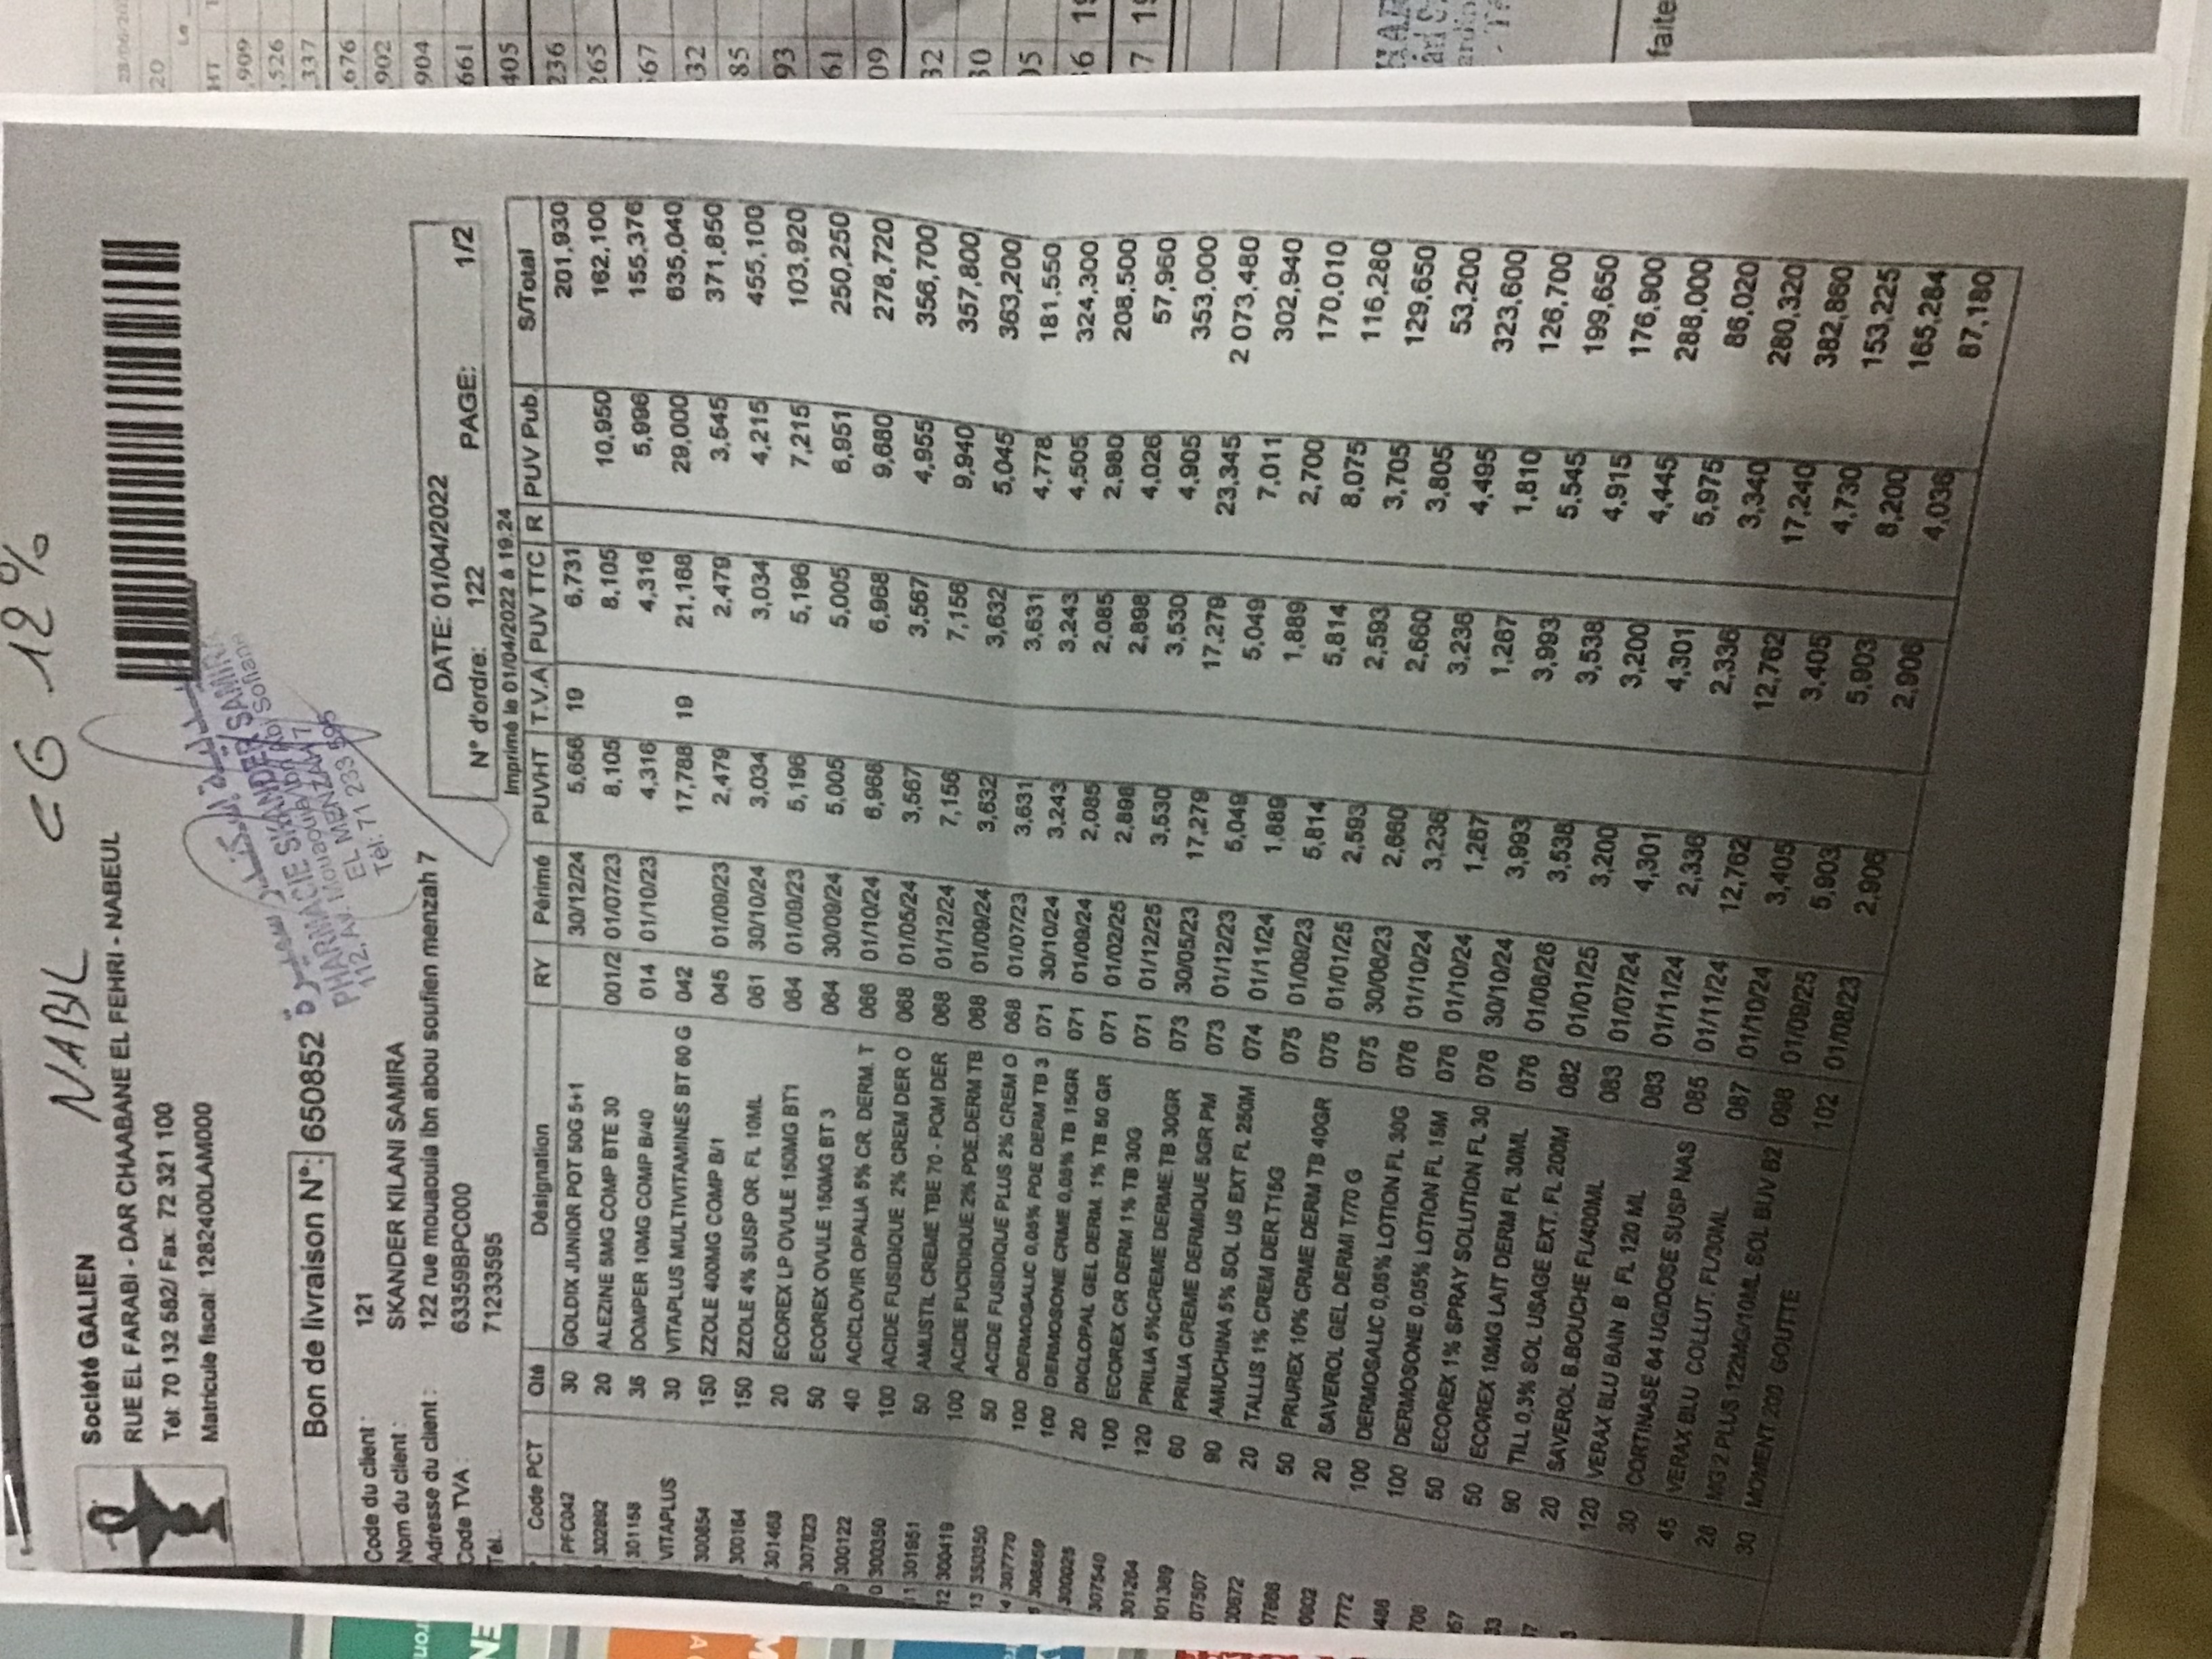 NABIL CG 12%
Société GALIEN
RUE EL FARABI - DAR CHAABANE EL FEHRI - NABEUL
Tél: 70 132 582/ Fax: 72 321 100
Matricule fiscal: 1282400LAM000
صيدلية إسكندر سميرة
PHARMACIE SKANDER SAMIRA
112, Av. Mouaouia Ibn Abi Sofiane
EL MENZAH 7
Tél: 71 233 595
Bon de livraison N°: 650852
Code du client : 121
Nom du client : SKANDER KILANI SAMIRA
Adresse du client : 122 rue mouaouia ibn abou soufien menzah 7
Code TVA : 63359BPC000
Tél.: 71233595
DATE: 01/04/2022
N° d'ordre: 122 PAGE: 1/2
Imprimé le 01/04/2022 à 19:24
Code PCT Qté Désignation RY Périmé PUVHT T.V.A PUV TTC R PUV Pub. S/Total
PFC042 30 GOLDIX JUNIOR POT 50G 5+1 30/12/24 5,656 19 6,731 201,930
302892 20 ALEZINE 5MG COMP BTE 30 001/2 01/07/23 8,105 8,105 10,950 162,100
301158 36 DOMPER 10MG COMP B/40 014 01/10/23 4,316 4,316 5,996 155,376
VITAPLUS 30 VITAPLUS MULTIVITAMINES BT 60 G 042 17,788 19 21,168 29,000 635,040
300854 150 ZZOLE 400MG COMP B/1 045 01/09/23 2,479 2,479 3,545 371,850
300164 150 ZZOLE 4% SUSP OR. FL 10ML 061 30/10/24 3,034 3,034 4,215 455,100
301468 20 ECOREX LP OVULE 150MG BT1 064 01/09/23 5,196 5,196 7,215 103,920
307823 50 ECOREX OVULE 150MG BT 3 064 30/09/24 5,005 5,005 6,951 250,250
9 300122 40 ACICLOVIR OPALIA 5% CR. DERM. T 066 01/10/24 6,968 6,968 9,680 278,720
0 300350 100 ACIDE FUSIDIQUE 2% CREM DER O 068 01/05/24 3,567 3,567 4,955 356,700
11 301951 50 AMUSTIL CREME TBE 70 - POM DER 068 01/12/24 7,156 7,156 9,940 357,800
12 300419 100 ACIDE FUCIDIQUE 2% PDE.DERM TB 068 01/09/24 3,632 3,632 5,045 363,200
13 350350 50 ACIDE FUSIDIQUE PLUS 2% CREM O 068 01/07/23 3,631 3,631 4,778 181,550
4 307770 100 DERMOSALIC 0,05% PDE DERM TB 3 071 30/10/24 3,243 3,243 4,505 324,300
5 306859 100 DERMOSONE CRME 0,05% TB 15GR 071 01/09/24 2,085 2,085 2,980 208,500
300025 20 DICLOPAL GEL DERM. 1% TB 50 GR 071 01/02/25 2,898 2,898 4,026 57,960
307540 100 ECOREX CR DERM 1% TB 30G 071 01/12/25 3,530 3,530 4,905 353,000
301264 120 PRILIA 5%CREME DERME.TB 30GR 073 30/05/23 17,279 17,279 23,345 2 073,480
01369 60 PRILIA CREME DERMIQUE 5GR PM 073 01/12/23 5,049 5,049 7,011 302,940
07507 90 AMUCHINA 5% SOL US EXT FL 250M 074 01/11/24 1,889 1,889 2,700 170,010
00672 20 TALLIS 1% CREM DER.T15G 075 01/09/23 5,814 5,814 8,075 116,280
7866 50 PRUREX 10% CRME DERM TB 40GR 075 01/01/25 2,593 2,593 3,705 129,650
0602 20 SAVEROL GEL DERMI T/70 G 075 30/06/23 2,660 2,660 3,805 53,200
7772 100 DERMOSALIC 0,05% LOTION FL 30G 076 01/10/24 3,236 3,236 4,495 323,600
486 100 DERMOSONE 0,05% LOTION FL 15M 076 01/10/24 1,267 1,267 1,810 126,700
706 50 ECOREX 1% SPRAY SOLUTION FL 30 076 30/10/24 3,993 3,993 5,545 199,650
57 50 ECOREX 10MG LAIT DERM FL 30ML 076 01/06/26 3,538 3,538 4,915 176,900
33 90 TILL 0,3% SOL USAGE EXT. FL 200M 082 01/01/25 3,200 3,200 4,445 288,000
7 20 SAVEROL B.BOUCHE FL/400ML 083 01/07/24 4,301 4,301 5,975 86,020
120 VERAX BLU BAIN B FL 120 ML 083 01/11/24 2,336 2,336 3,340 280,320
30 CORTINASE 64 UG/DOSE SUSP NAS 085 01/11/24 12,762 12,762 17,240 382,860
45 VERAX BLU COLLUT. FL/30ML 087 01/10/24 3,405 3,405 4,730 153,225
28 MG 2 PLUS 122MG/10ML SOL BUV B2 098 01/09/25 5,903 5,903 8,200 165,284
30 MOMENT 200 GOUTTE 102 01/08/23 2,906 2,906 4,036 87,180